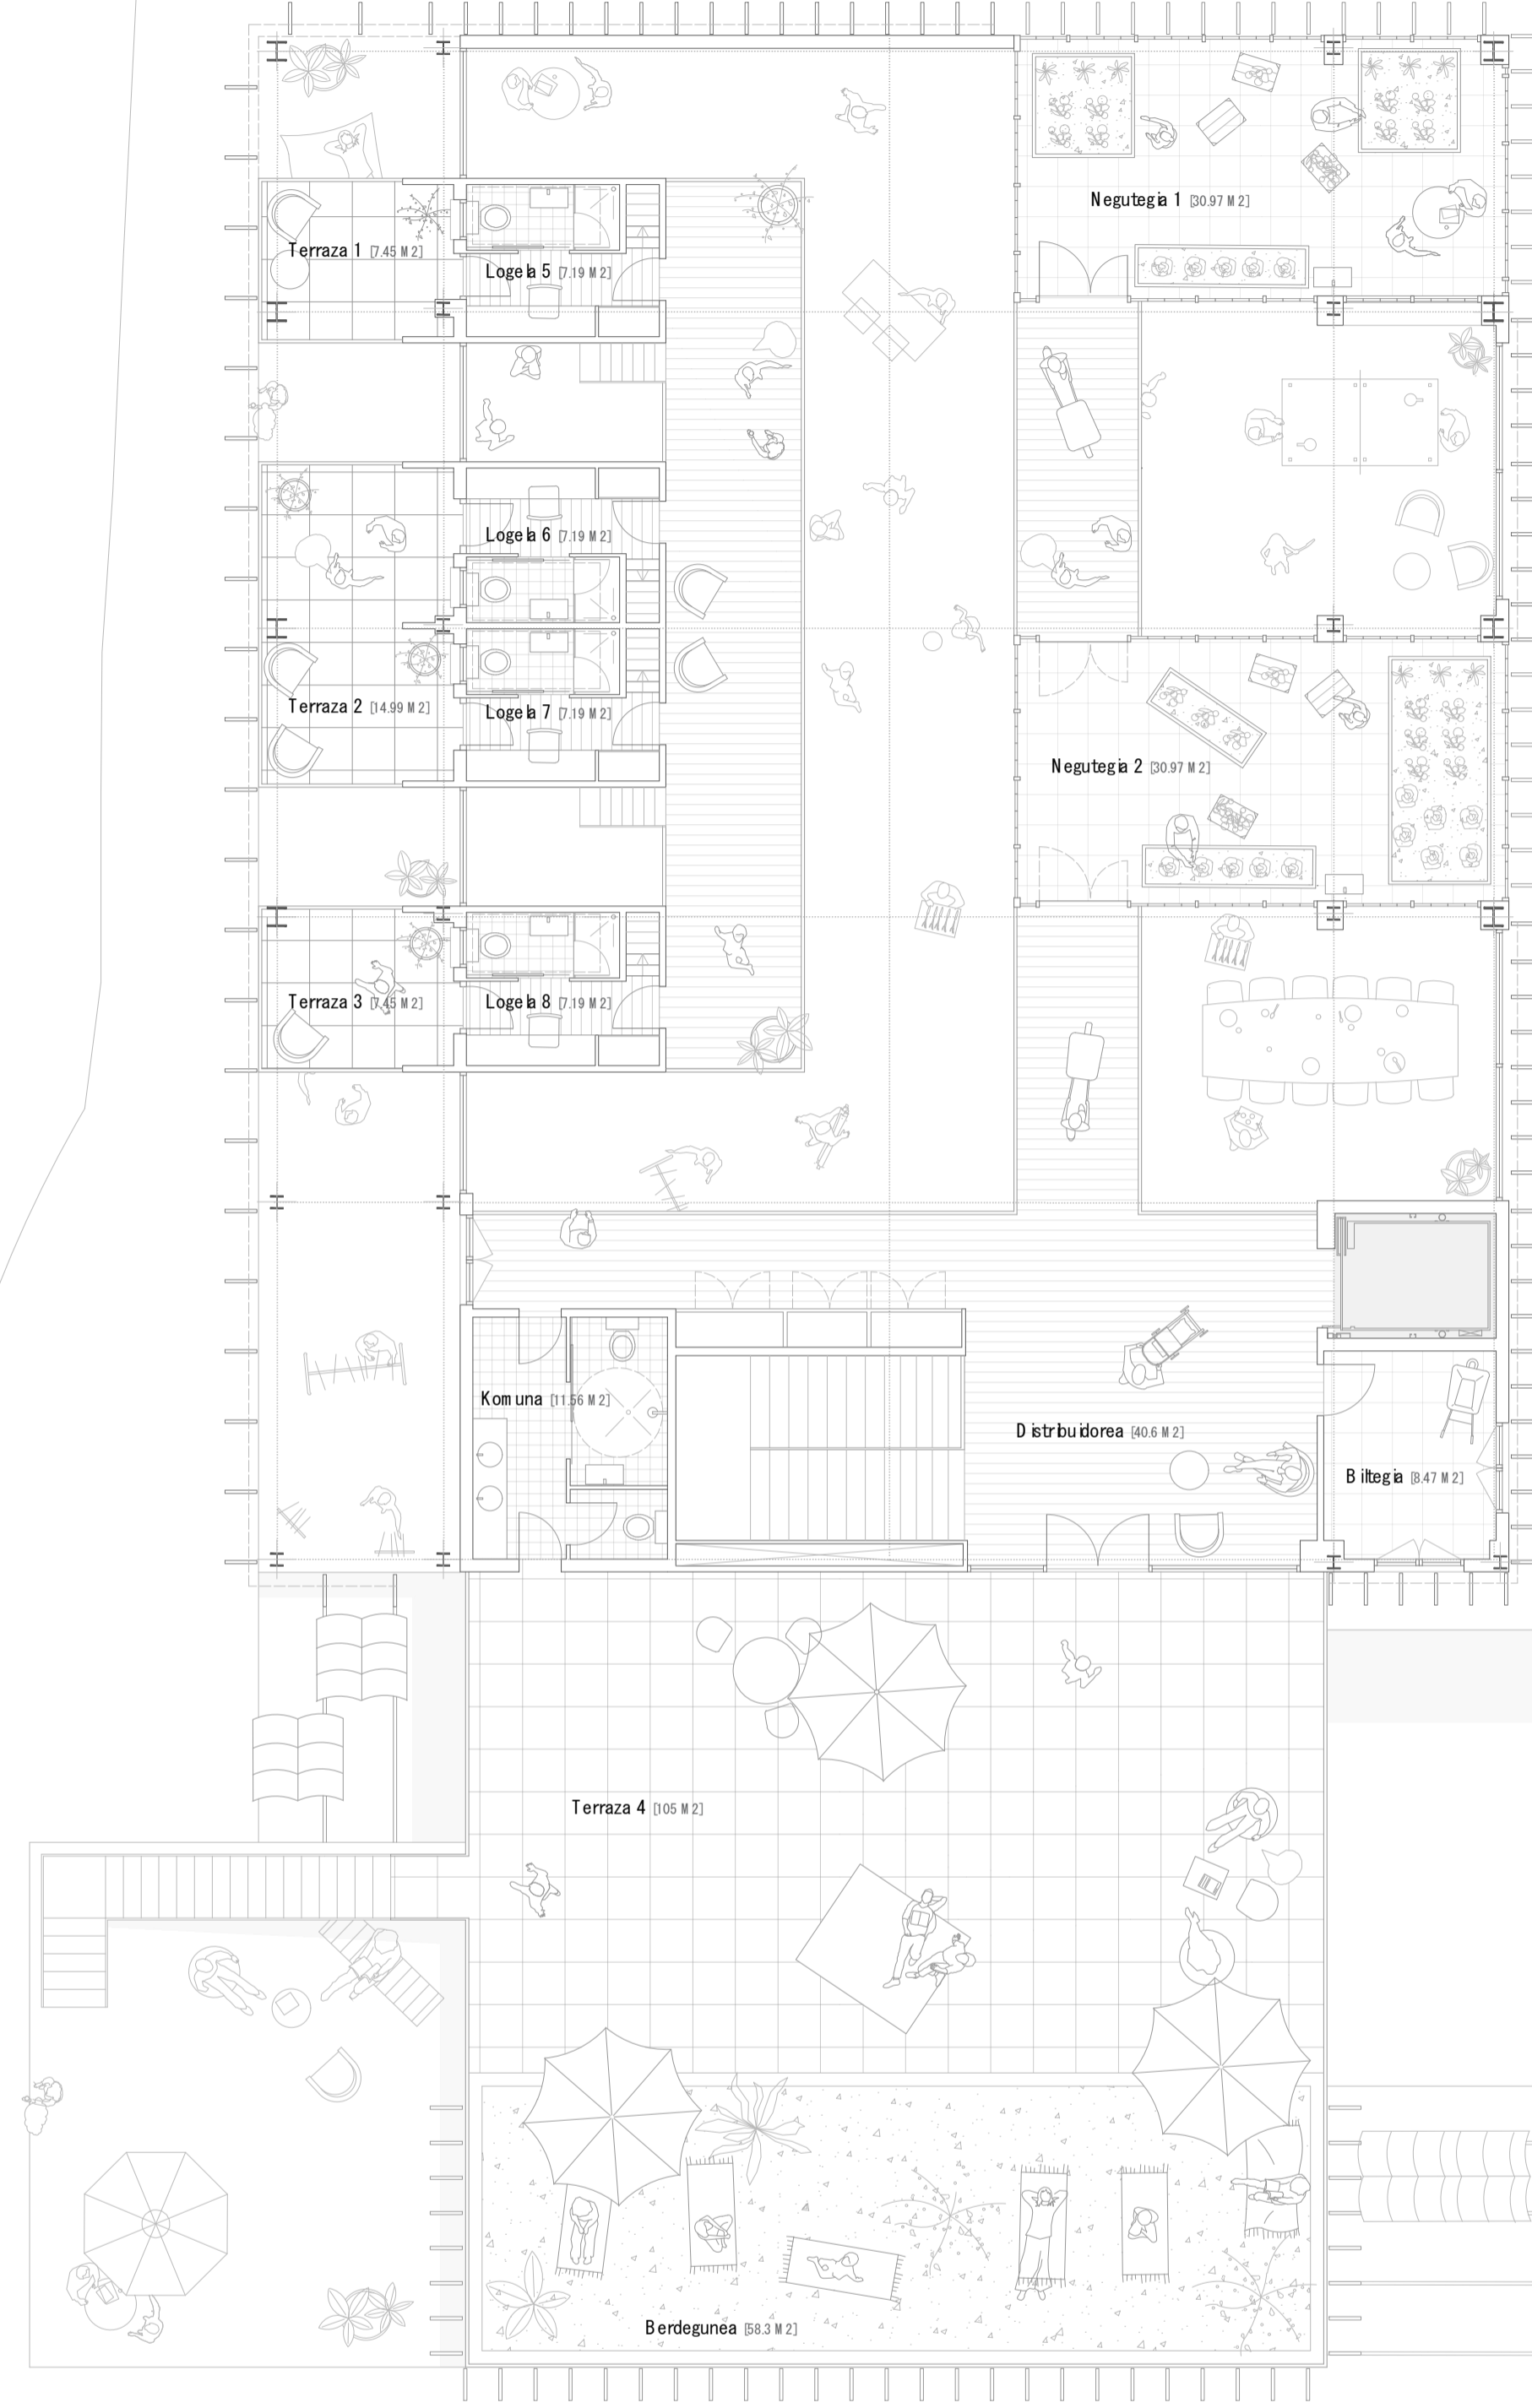 Negutegia 1 [30.97 M2]
Terraza 1 [7.45 M2]
Logela 5 [7.19 M2]
Logela 6 [7.19 M2]
Terraza 2 [14.99 M2]
Logela 7 [7.19 M2]
Negutegia 2 [30.97 M2]
Terraza 3 [7.45 M2]
Logela 8 [7.19 M2]
Komuna [11.56 M2]
Distribuidorea [40.6 M2]
Biltegia [8.47 M2]
Terraza 4 [105 M2]
Berdegunea [58.3 M2]